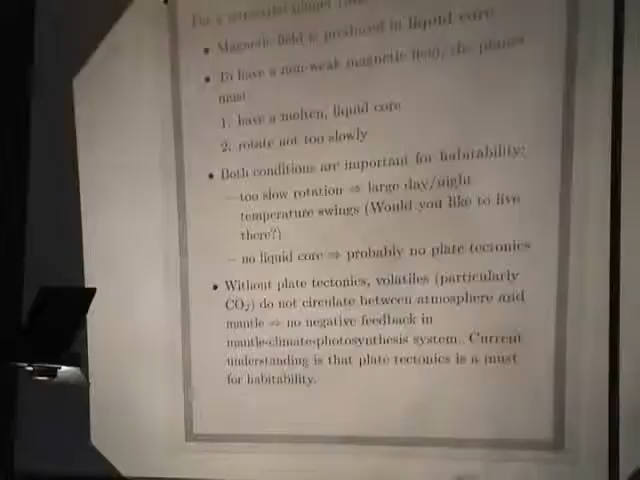 For a terrestrial planet
• Magnetic field is produced in liquid core
• To have a non-weak magnetic field, the planet
must
1. have a molten, liquid core
2. rotate not too slowly
• Both conditions are important for habitability:
– too slow rotation ⇒ large day/night
temperature swings (Would you like to live
there?)
– no liquid core ⇒ probably no plate tectonics
• Without plate tectonics, volatiles (particularly
CO₂) do not circulate between atmosphere and
mantle ⇒ no negative feedback in
mantle-climate-photosynthesis system. Current
understanding is that plate tectonics is a must
for habitability.